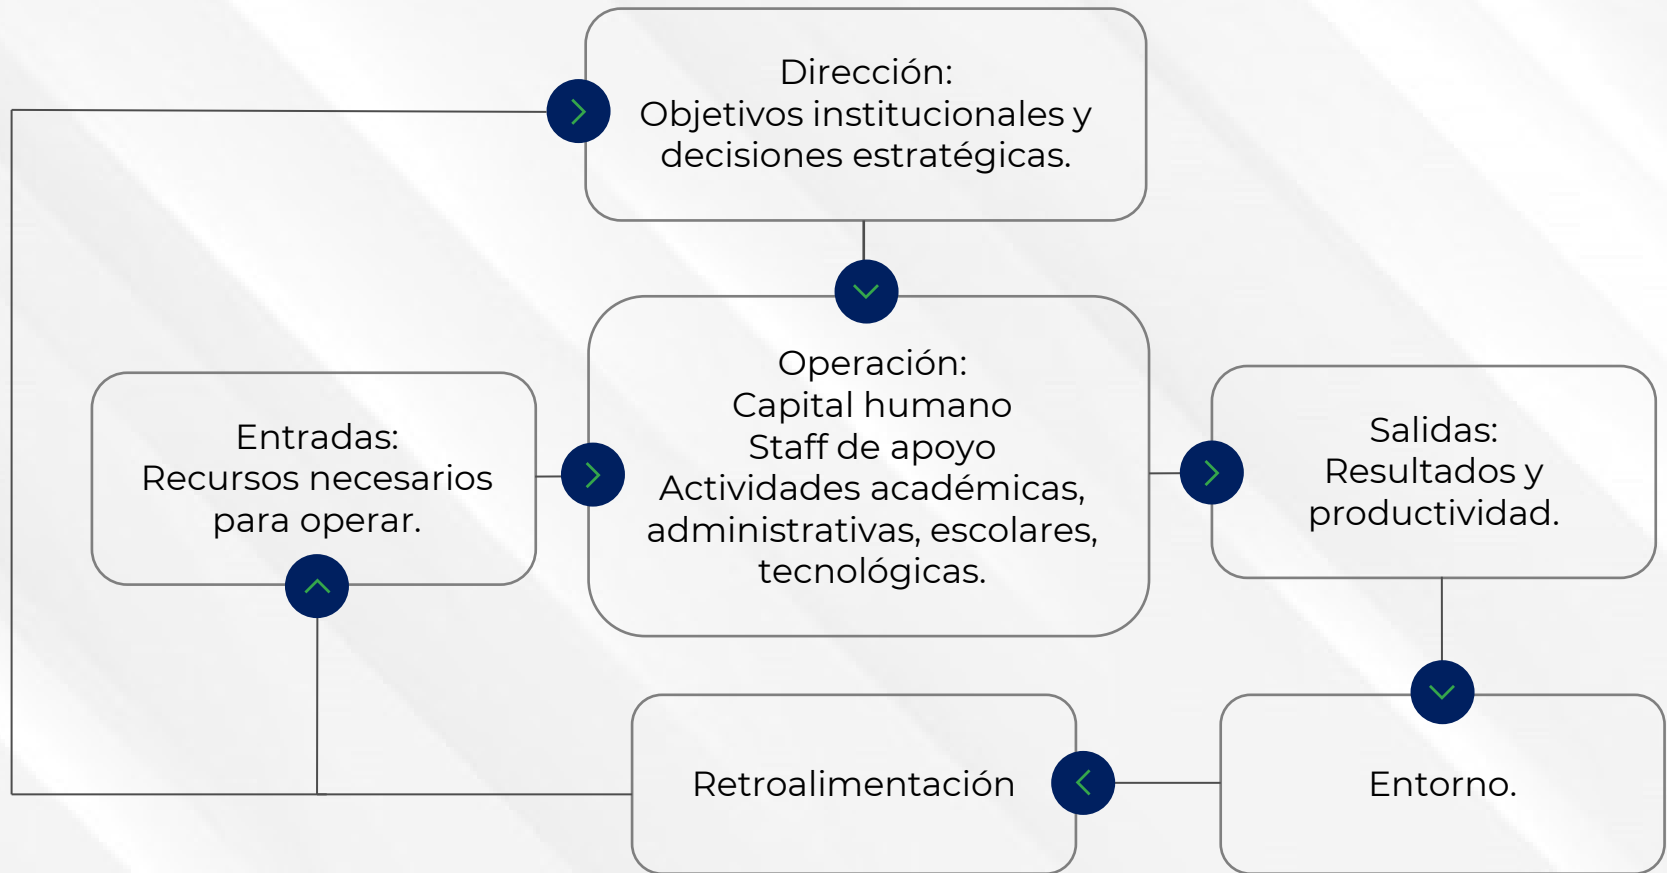 Dirección:
Objetivos institucionales y
decisiones estratégicas.
Entradas:
Recursos necesarios
para operar.
Operación:
Capital humano
Staff de apoyo
Actividades académicas,
administrativas, escolares,
tecnológicas.
Salidas:
Resultados y
productividad.
Retroalimentación
Entorno.